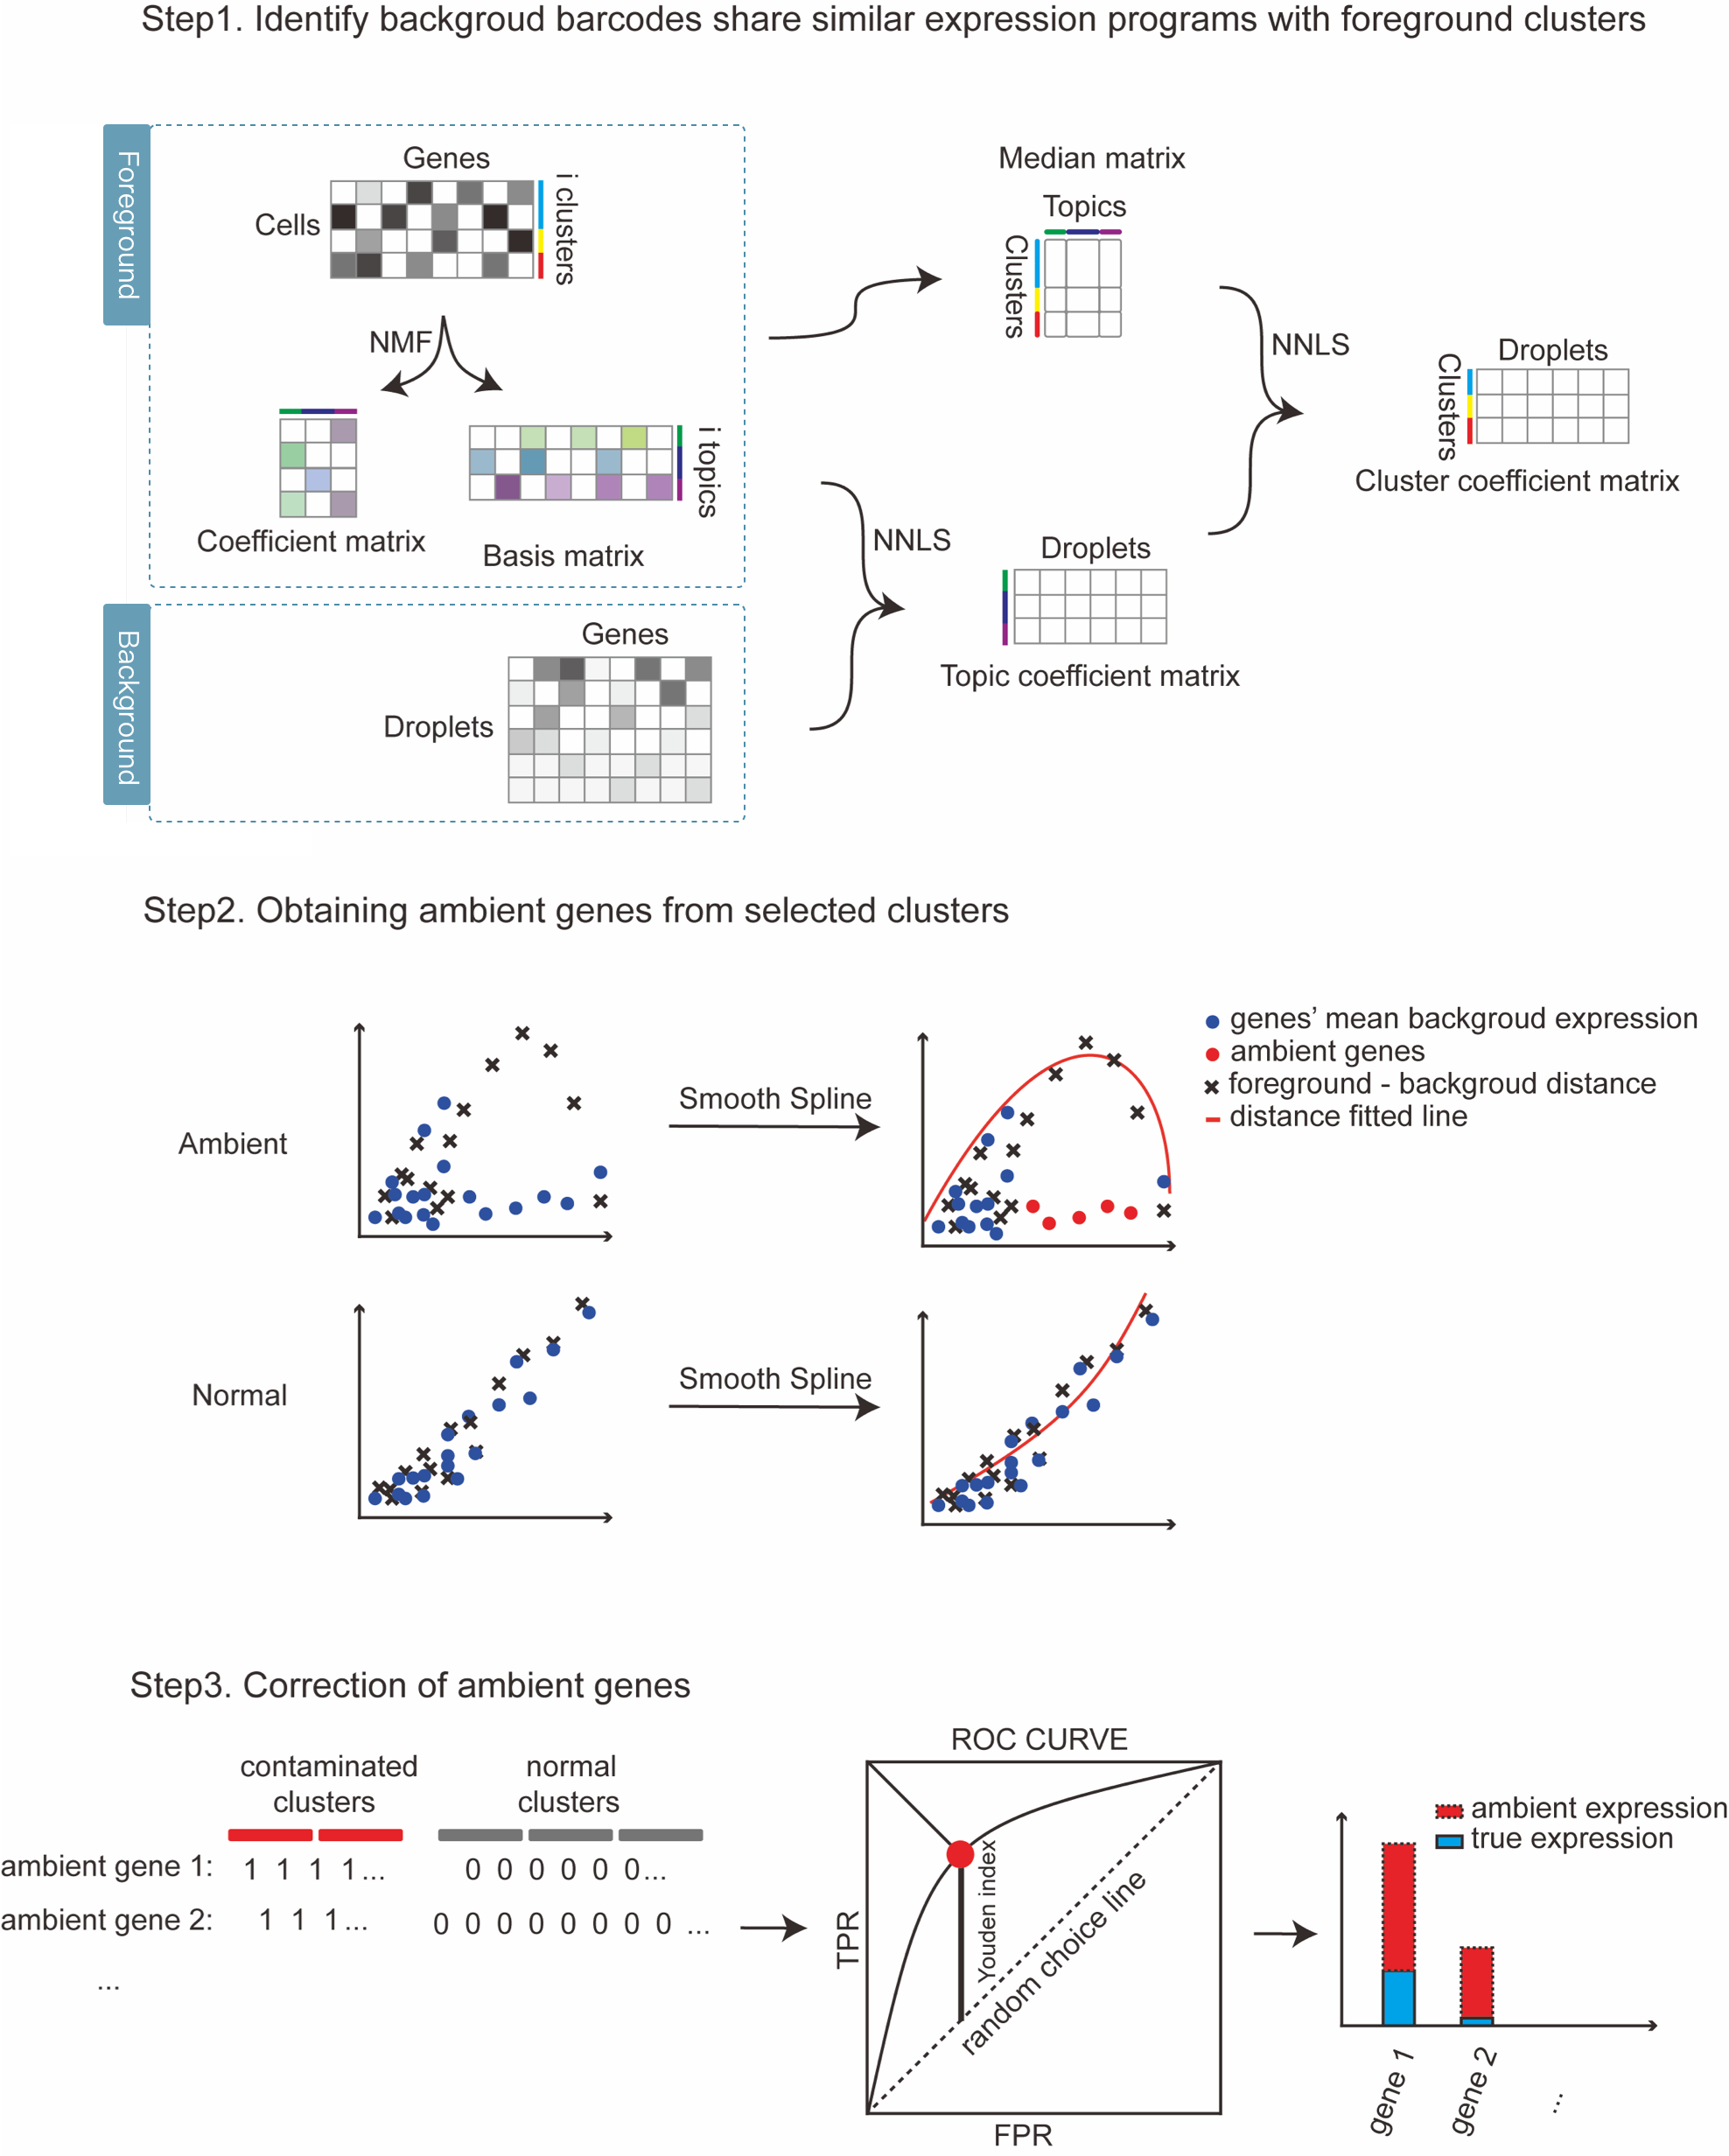 Step1. Identify backgroud barcodes share similar expression programs with foreground clusters
Foreground
Genes
Cells
i clusters
NMF
Coefficient matrix
Basis matrix
i topics
Median matrix
Topics
Clusters
NNLS
Droplets
Clusters
Cluster coefficient matrix
NNLS
Droplets
Topic coefficient matrix
Background
Genes
Droplets
Step2. Obtaining ambient genes from selected clusters
Ambient
Smooth Spline
genes’ mean backgroud expression
ambient genes
foreground - backgroud distance
distance fitted line
Normal
Smooth Spline
Step3. Correction of ambient genes
contaminated
clusters
normal
clusters
ambient gene 1: 1 1 1 1... 0 0 0 0 0 0...
ambient gene 2: 1 1 1... 0 0 0 0 0 0 0 0 ...
...
ROC CURVE
TPR
Youden index
random choice line
FPR
ambient expression
true expression
gene 1
gene 2
...